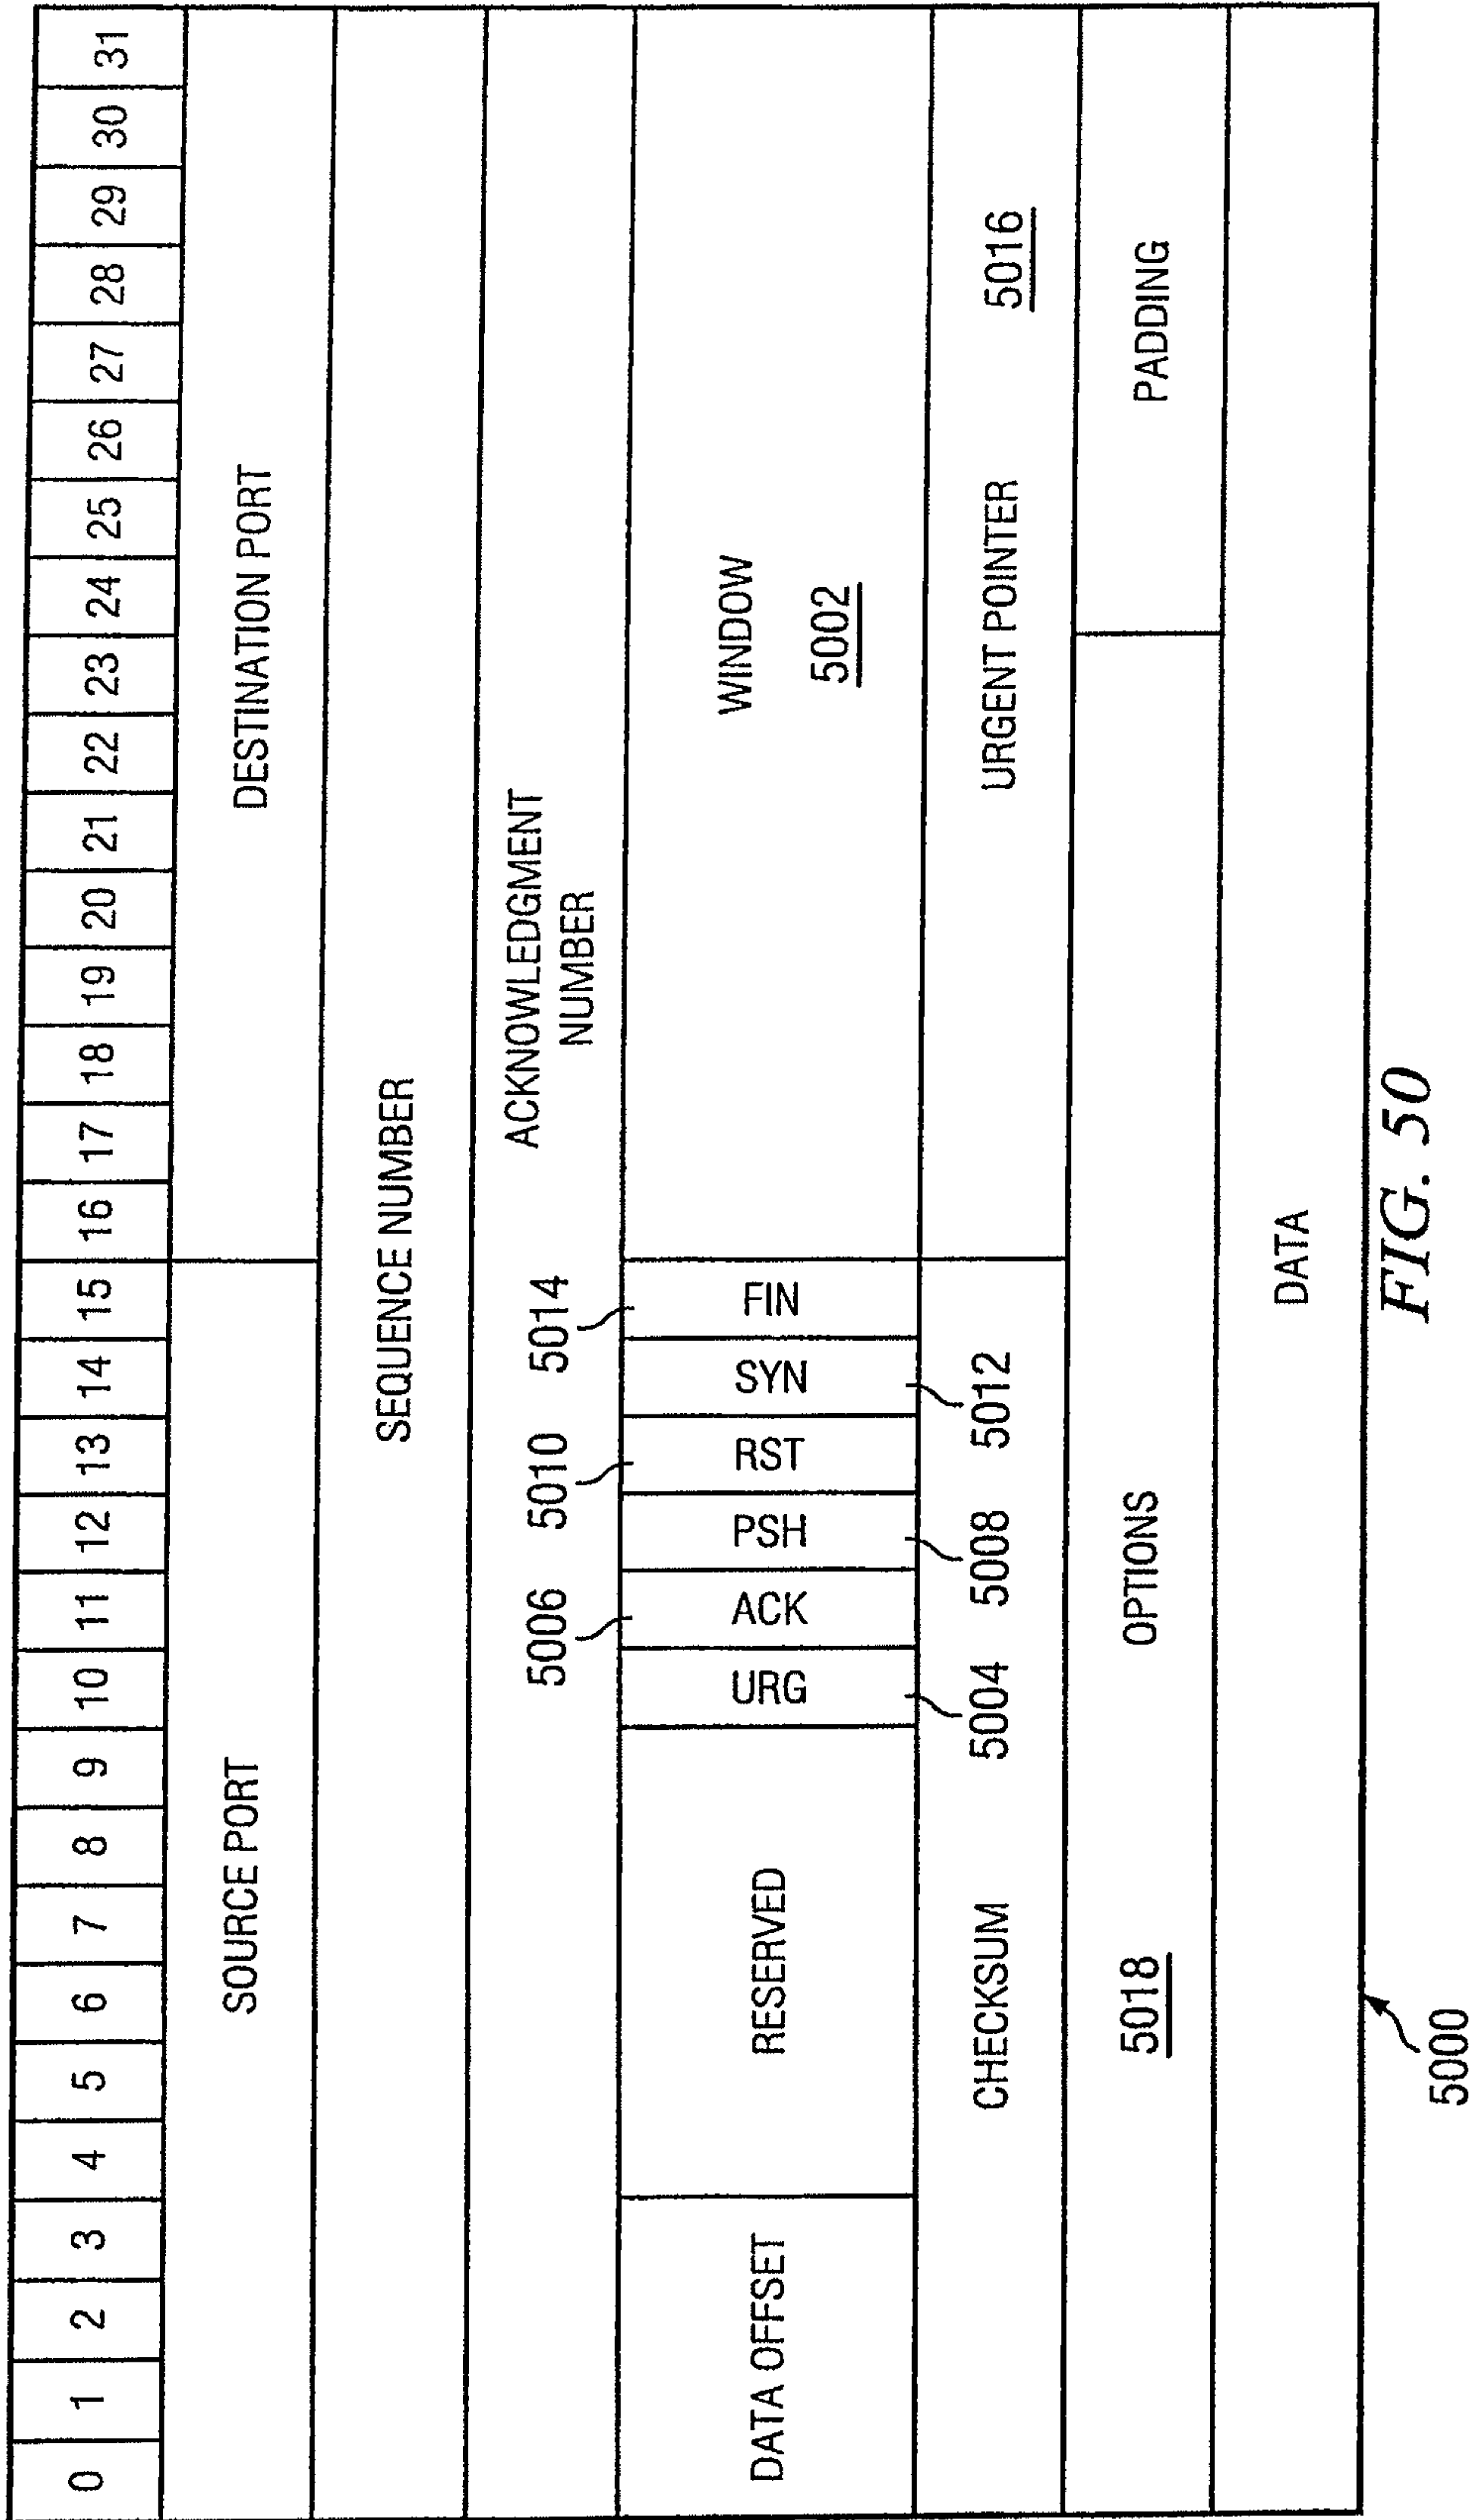 0 1 2 3 4 5 6 7 8 9 10 11 12 13 14 15 16 17 18 19 20 21 22 23 24 25 26 27 28 29 30 31
SOURCE PORT DESTINATION PORT
SEQUENCE NUMBER
ACKNOWLEDGMENT
NUMBER
5006 5010 5014
DATA OFFSET RESERVED URG ACK PSH RST SYN FIN WINDOW
5002
5004 5008 5012
CHECKSUM URGENT POINTER 5016
5018 OPTIONS PADDING
DATA
5000
FIG. 50